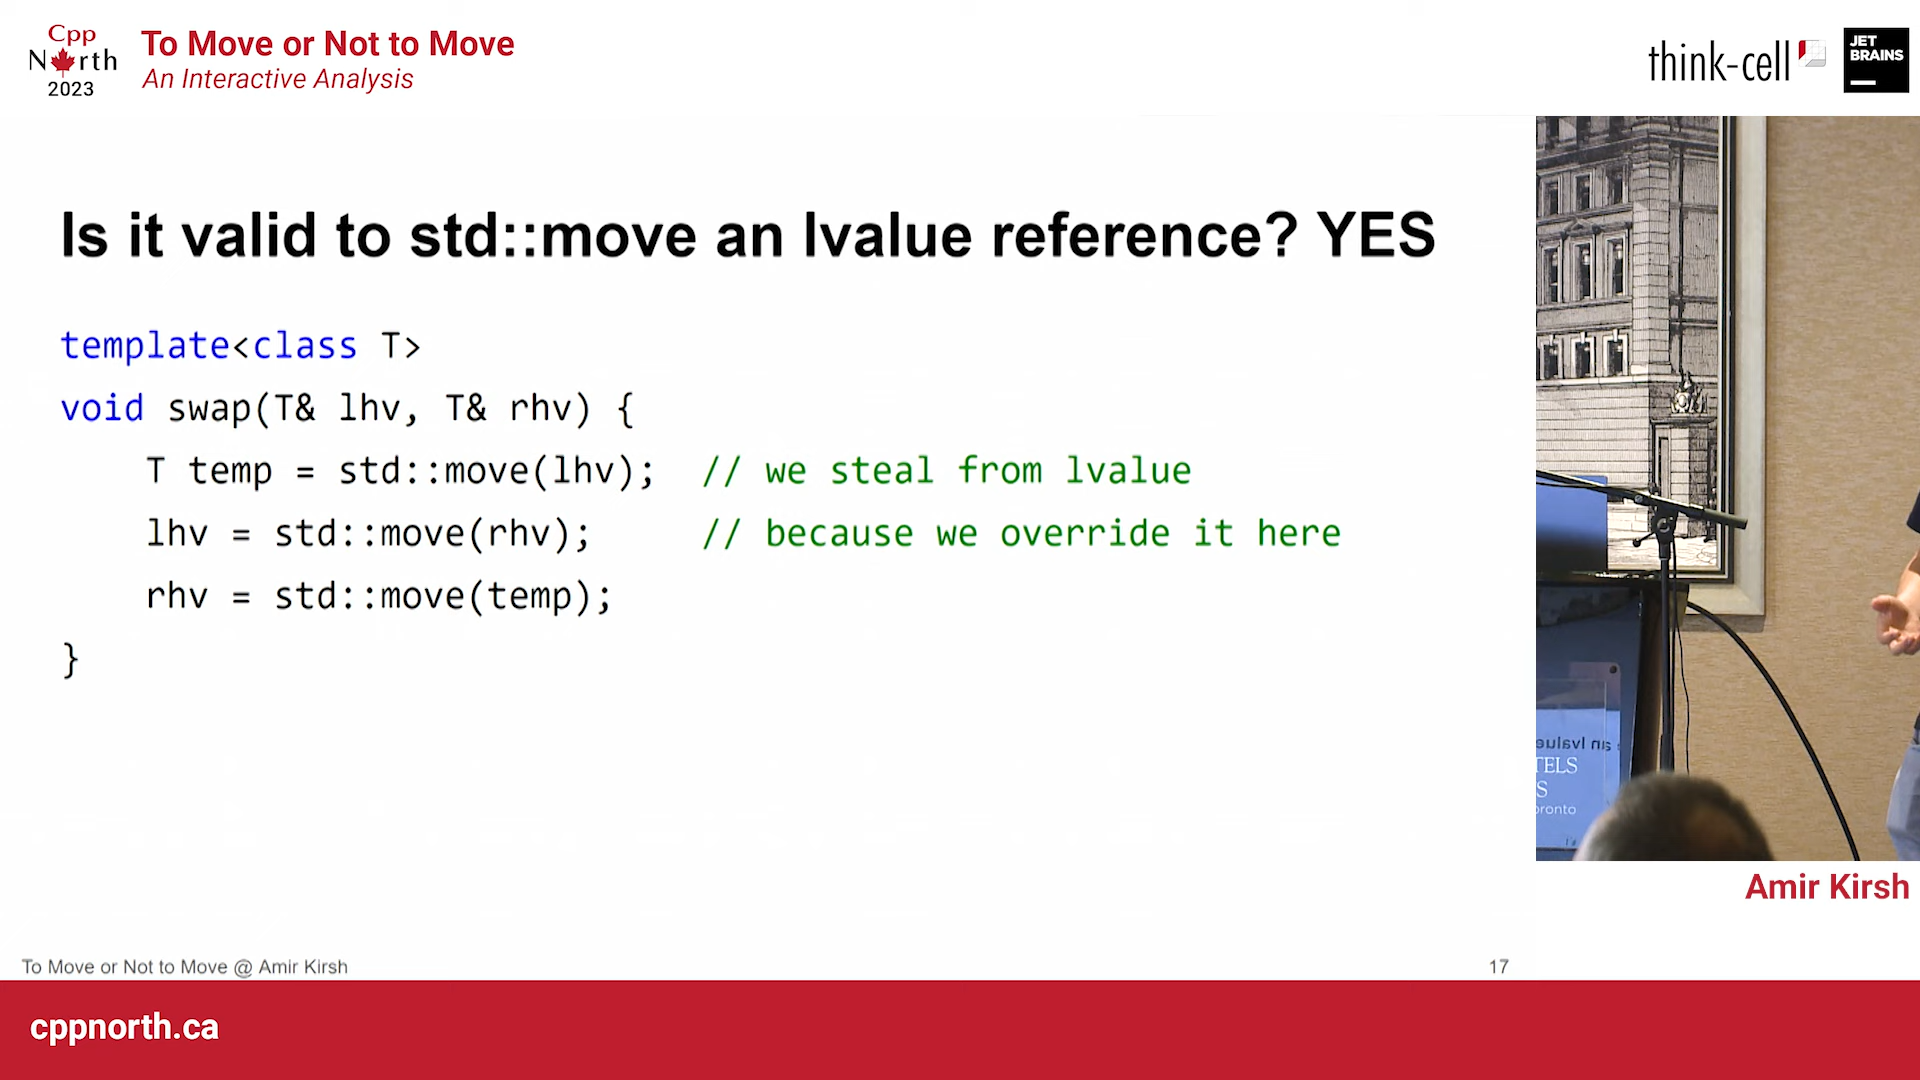 Cpp
North
2023
To Move or Not to Move
An Interactive Analysis
think-cell
JET
BRAINS
Is it valid to std::move an lvalue reference? YES
template<class T>
void swap(T& lhv, T& rhv) {
T temp = std::move(lhv); // we steal from lvalue
lhv = std::move(rhv); // because we override it here
rhv = std::move(temp);
}
TELS
S
oronto
Amir Kirsh
To Move or Not to Move @ Amir Kirsh
17
cppnorth.ca